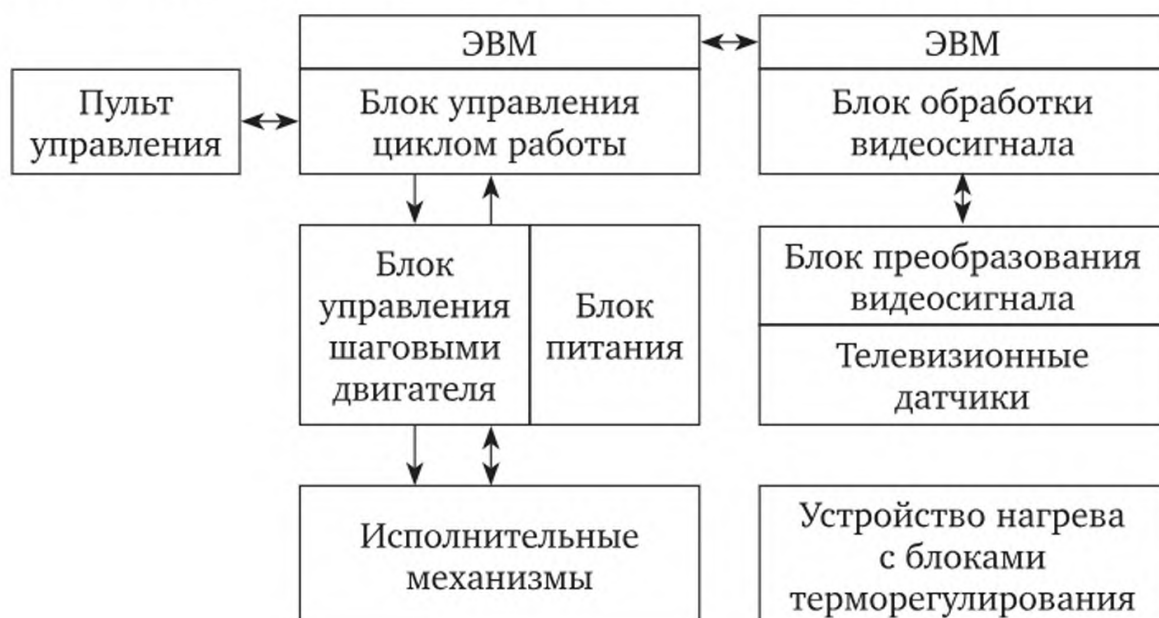 ЭВМ
ЭВМ
Пульт
управления
Блок управления
циклом работы
Блок обработки
видеосигнала
Блок
управления
шаговыми
двигателя
Блок
питания
Блок преобразования
видеосигнала
Телевизионные
датчики
Исполнительные
механизмы
Устройство нагрева
с блоками
терморегулирования